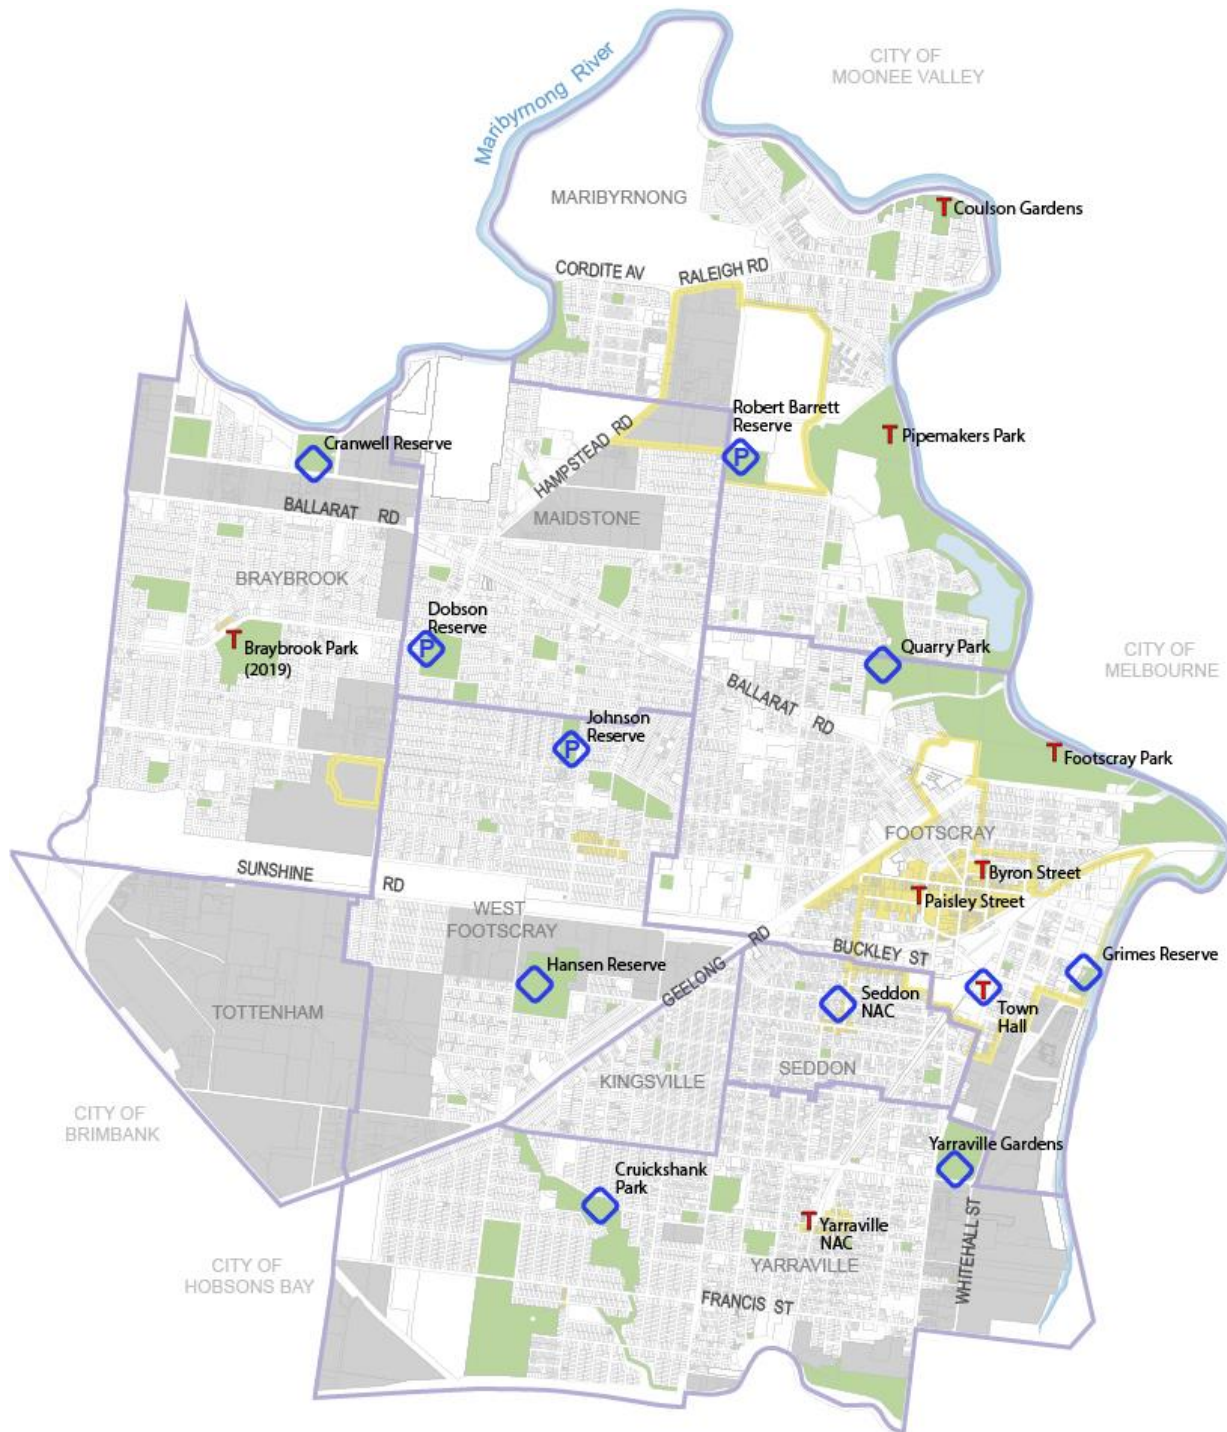 CITY OF
MOONEE VALLEY
Maribyrnong River
MARIBYRNONG
T Coulson Gardens
CORDITE AV
RALEIGH RD
Robert Barrett
Reserve
P
T Pipemakers Park
Cranwell Reserve
HAMPSTEAD RD
BALLARAT RD
MAIDSTONE
BRAYBROOK
Dobson
Reserve
P
T Braybrook Park
(2019)
Quarry Park
CITY OF
MELBOURNE
BALLARAT RD
Johnson
Reserve
P
T Footscray Park
FOOTSCRAY
T Byron Street
T Paisley Street
SUNSHINE RD
WEST
FOOTSCRAY
BUCKLEY ST
GEELONG RD
Grimes Reserve
Hansen Reserve
Seddon
NAC
T
Town
Hall
TOTTENHAM
SEDDON
KINGSVILLE
CITY OF
BRIMBANK
Yarraville Gardens
Cruickshank
Park
T Yarraville
NAC
YARRAVILLE
WHITEHALL ST
CITY OF
HOBSONS BAY
FRANCIS ST